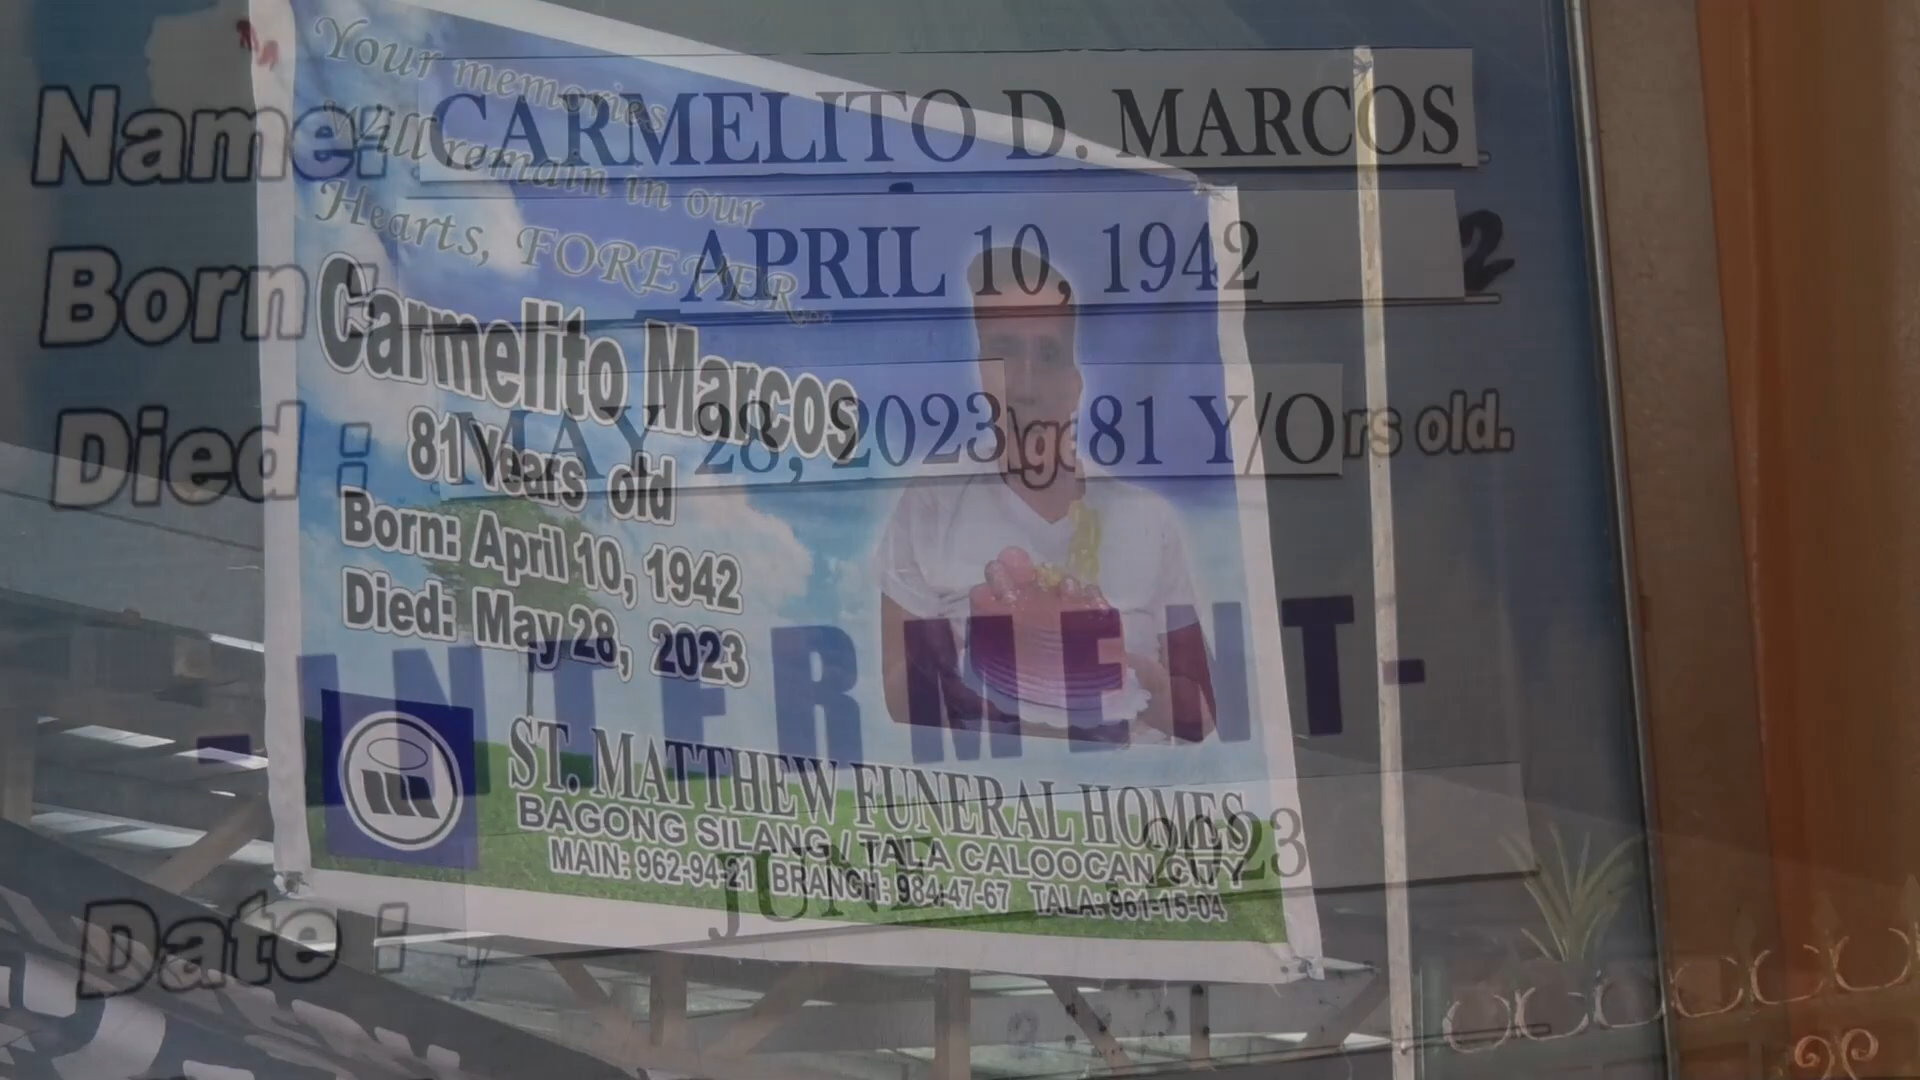 Name: CARMELITO D. MARCOS
Born APRIL 10, 1942 2
Died : MAY 28, 2023 Age 81 Y/O rs old.
- INTERMENT -
Date : JUNE 2023
Your memories
Will remain in our
Hearts, FOREVER...
Carmelito Marcos
81 Years old
Born: April 10, 1942
Died: May 28, 2023
ST. MATTHEW FUNERAL HOMES
BAGONG SILANG / TALA CALOOCAN CITY
MAIN: 962-94-21 BRANCH: 984-47-67 TALA: 961-15-04